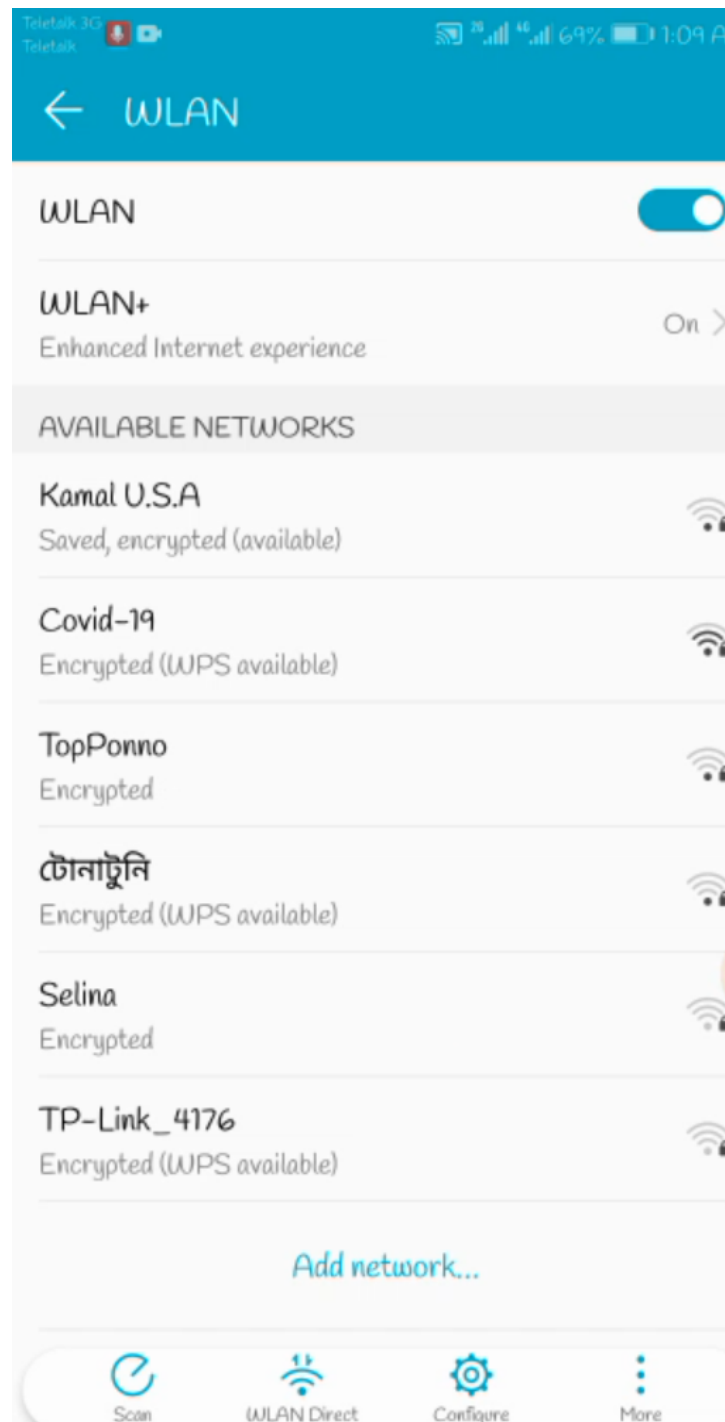 Teletalk 3G
Teletalk
2G 4G 69% 1:09 A
WLAN
WLAN
WLAN+
On
Enhanced Internet experience
AVAILABLE NETWORKS
Kamal U.S.A
Saved, encrypted (available)
Covid-19
Encrypted (WPS available)
TopPonno
Encrypted
টোনাটুনি
Encrypted (WPS available)
Selina
Encrypted
TP-Link_4176
Encrypted (WPS available)
Add network...
Scan WLAN Direct Configure More